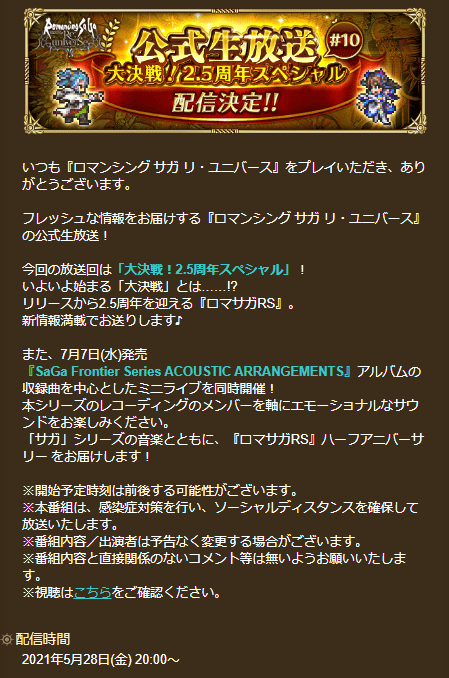 Romancing SaGa
Re universe
公式生放送 #10
大決戦！2.5周年スペシャル
配信決定!!
いつも『ロマンシング サガ リ・ユニバース』をプレイいただき、あり
がとうございます。
フレッシュな情報をお届けする『ロマンシング サガ リ・ユニバース』
の公式生放送！
今回の放送回は「大決戦！2.5周年スペシャル」！
いよいよ始まる「大決戦」とは……!?
リリースから2.5周年を迎える『ロマサガRS』。
新情報満載でお送りします♪
また、7月7日(水)発売
『SaGa Frontier Series ACOUSTIC ARRANGEMENTS』アルバムの
収録曲を中心としたミニライブを同時開催！
本シリーズのレコーディングのメンバーを軸にエモーショナルなサウ
ンドをお楽しみください。
「サガ」シリーズの音楽とともに、『ロマサガRS』ハーフアニバーサ
リー をお届けします！
※開始予定時刻は前後する可能性がございます。
※本番組は、感染症対策を行い、ソーシャルディスタンスを確保して
放送いたします。
※番組内容／出演者は予告なく変更する場合がございます。
※番組内容と直接関係のないコメント等は無いようお願いいたしま
す。
※視聴はこちらをご確認ください。
配信時間
2021年5月28日(金) 20:00～